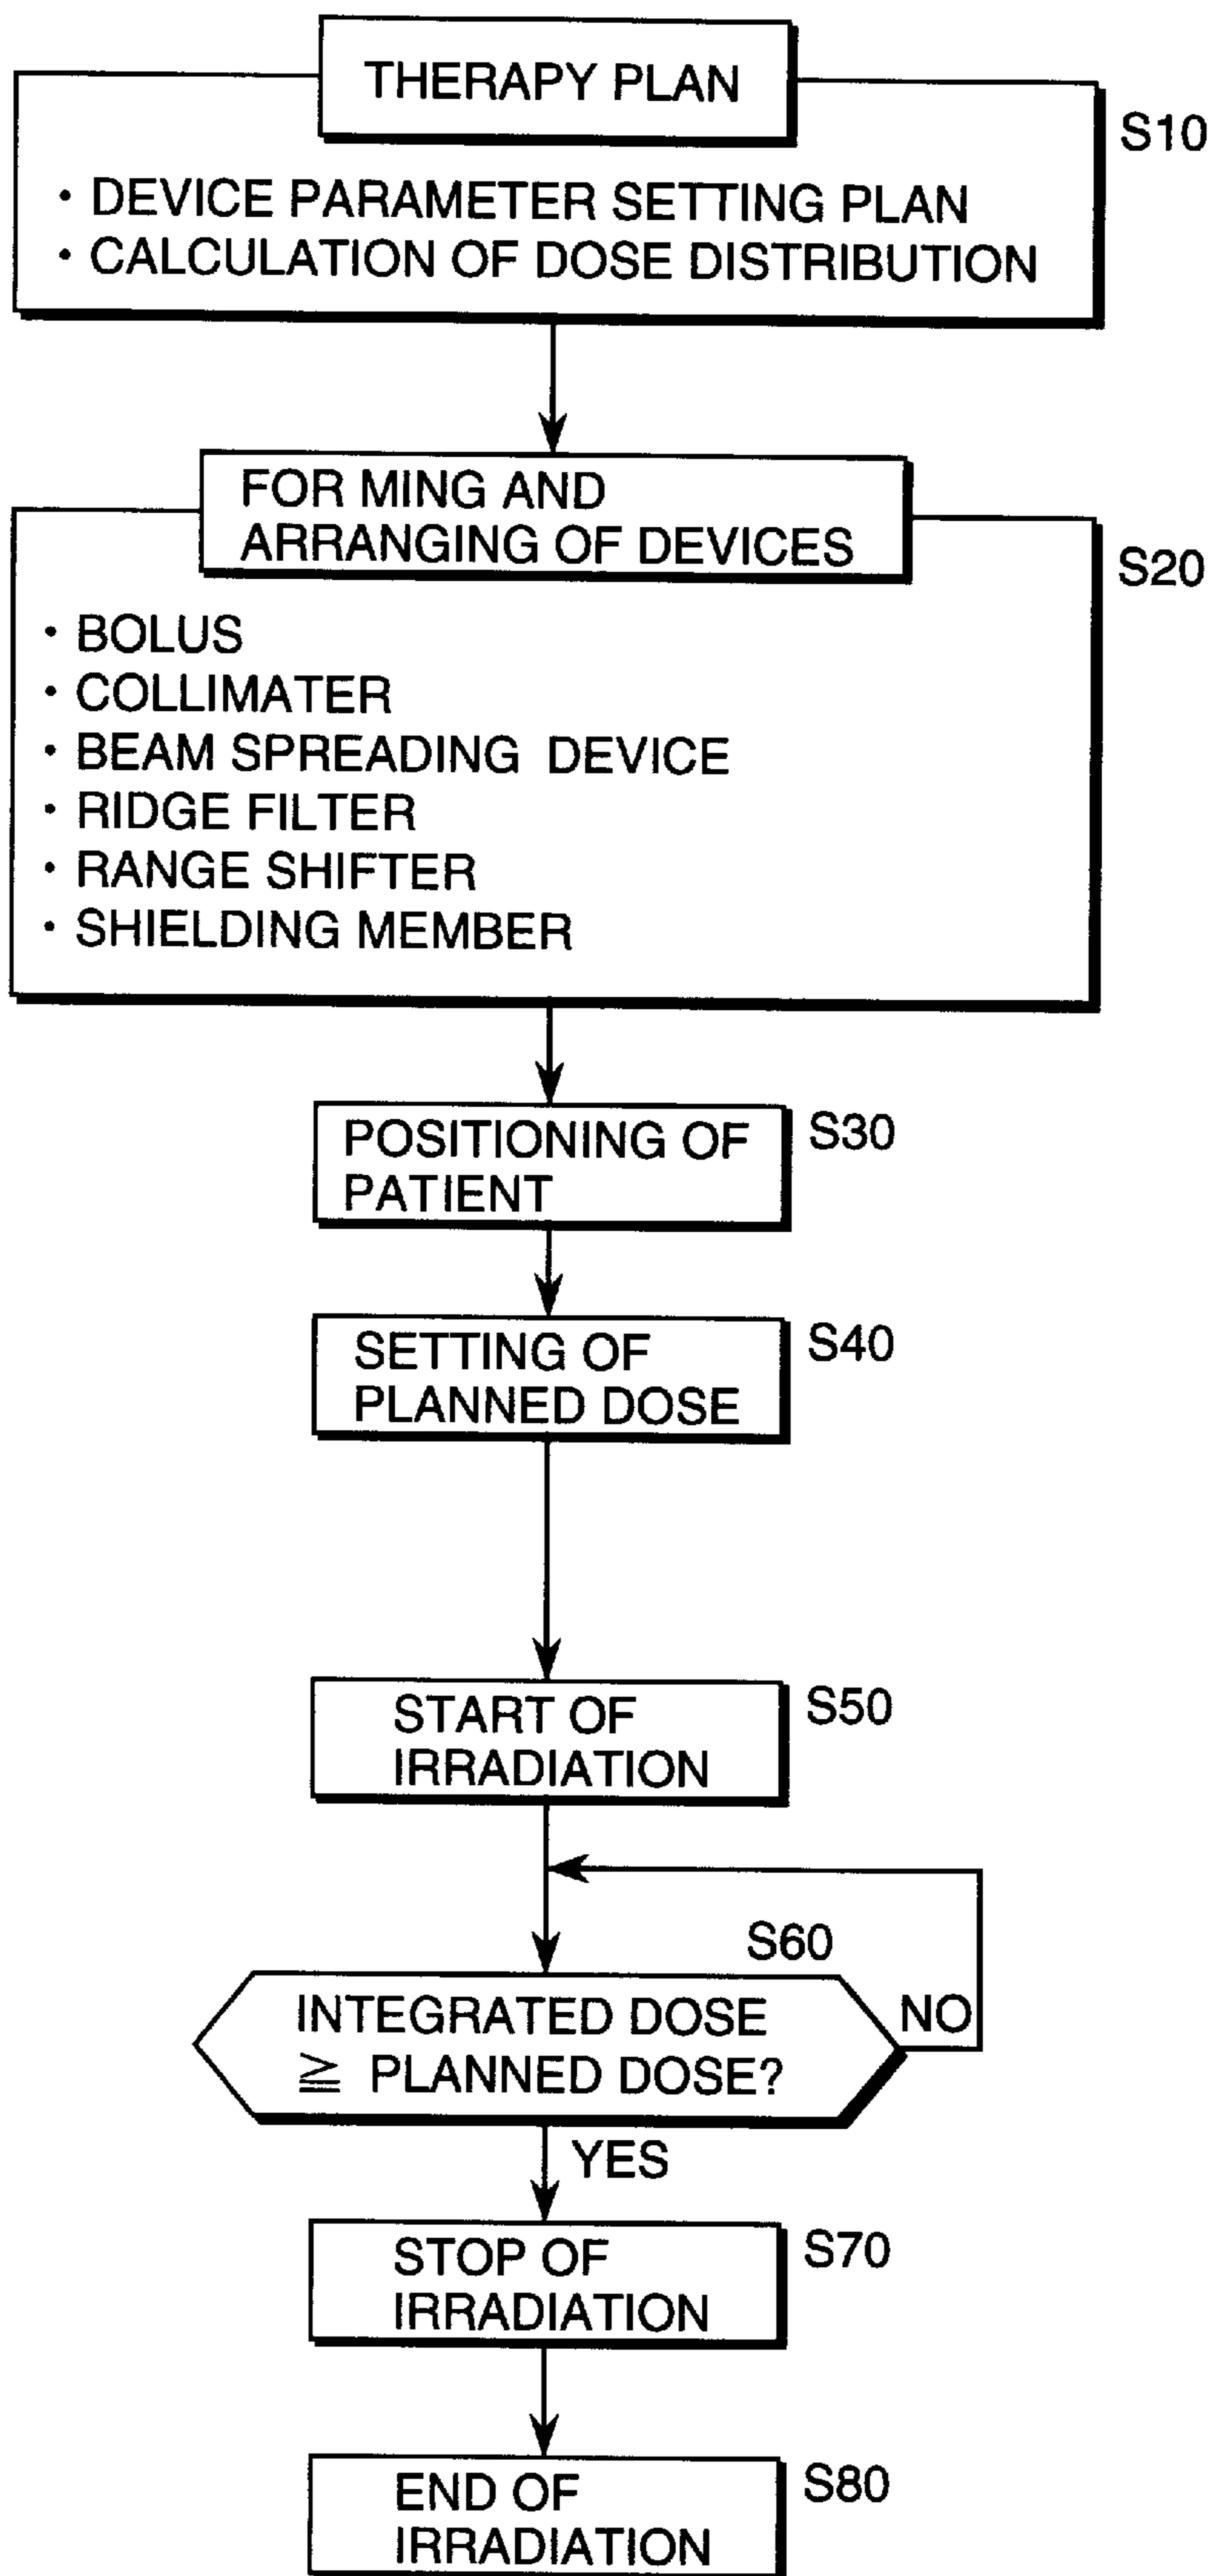 THERAPY PLAN
S10
· DEVICE PARAMETER SETTING PLAN
· CALCULATION OF DOSE DISTRIBUTION
FOR MING AND
ARRANGING OF DEVICES
S20
· BOLUS
· COLLIMATER
· BEAM SPREADING DEVICE
· RIDGE FILTER
· RANGE SHIFTER
· SHIELDING MEMBER
POSITIONING OF
PATIENT
S30
SETTING OF
PLANNED DOSE
S40
START OF
IRRADIATION
S50
S60
INTEGRATED DOSE
≧ PLANNED DOSE?
NO
YES
STOP OF
IRRADIATION
S70
END OF
IRRADIATION
S80